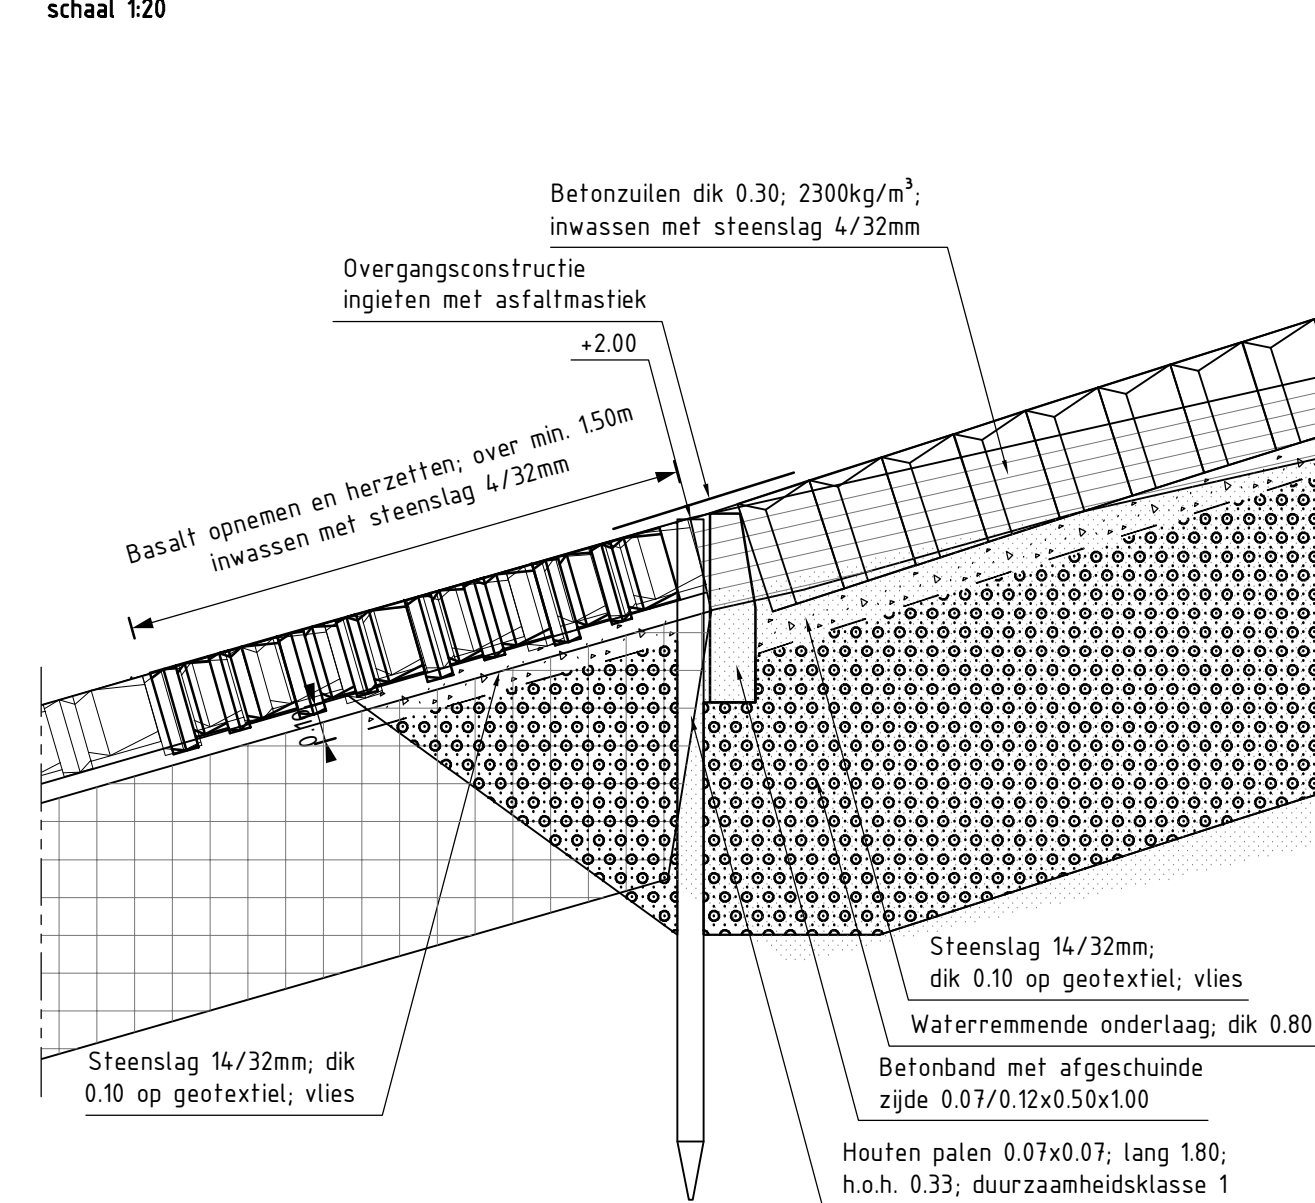 schaal 1:20
Betonzuilen dik 0.30; 2300kg/m³;
inwassen met steenslag 4/32mm
Overgangsconstructie
ingieten met asfaltmastiek
+2.00
Basalt opnemen en herzetten; over min. 1.50m
inwassen met steenslag 4/32mm
0.10
Steenslag 14/32mm;
dik 0.10 op geotextiel; vlies
Waterremmende onderlaag; dik 0.80
Steenslag 14/32mm; dik
0.10 op geotextiel; vlies
Betonband met afgeschuinde
zijde 0.07/0.12x0.50x1.00
Houten palen 0.07x0.07; lang 1.80;
h.o.h. 0.33; duurzaamheidsklasse 1